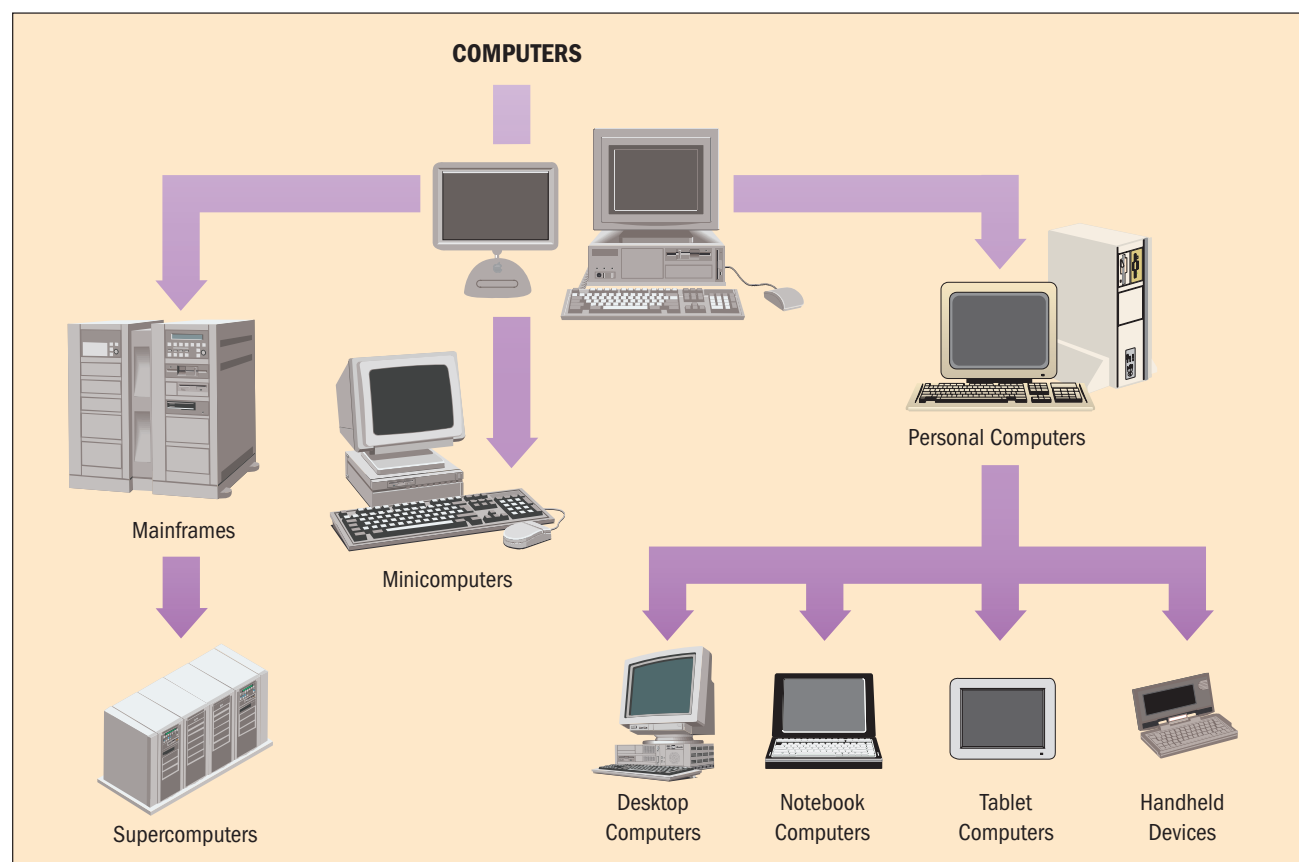 COMPUTERS
Personal Computers
Mainframes
Minicomputers
Supercomputers
Desktop
Computers
Notebook
Computers
Tablet
Computers
Handheld
Devices